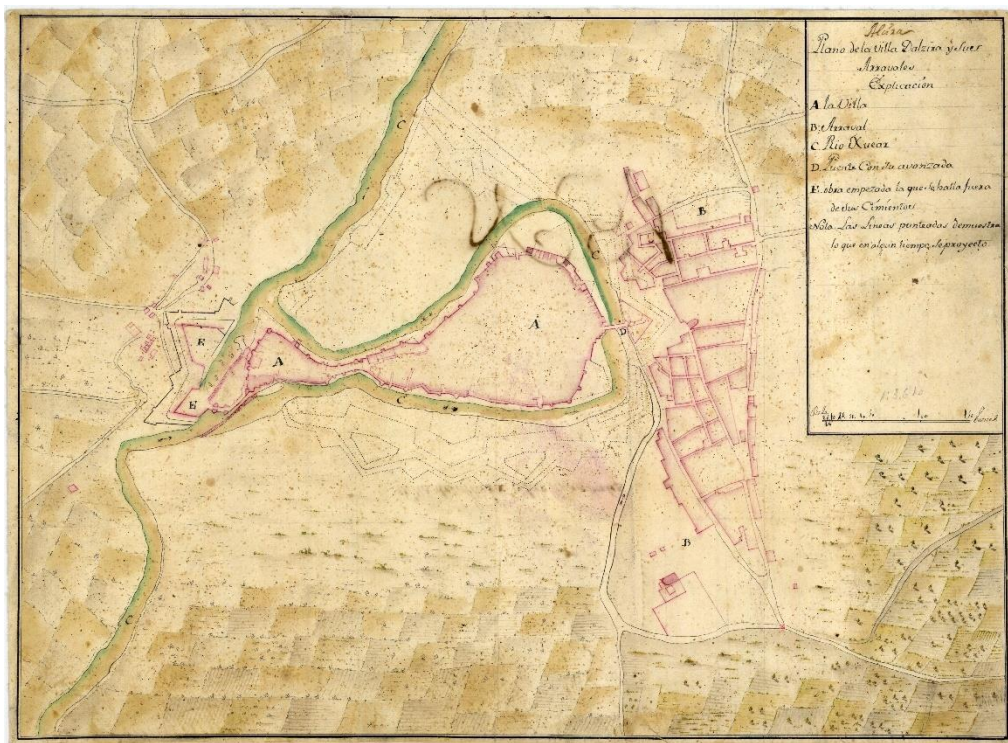 Alzira
Plano de la Villa Dalzira y sus
Arravales
Explicación
A la Villa
B. Arraval
C Rio Xucar
D. Puente Con su avanzada
E. obra empezada la que se halla fuera
de sus Cimientos
Nota Las Lineas punteadas demuestra
lo que en algun tiempo se proyecto
C
C
C
B
A
D
E
A
E
C
B
C